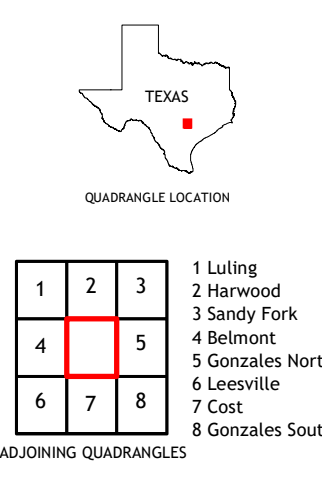 TEXAS
QUADRANGLE LOCATION
1 2 3
4 5
6 7 8
1 Luling
2 Harwood
3 Sandy Fork
4 Belmont
5 Gonzales Nort
6 Leesville
7 Cost
8 Gonzales Sout
ADJOINING QUADRANGLES